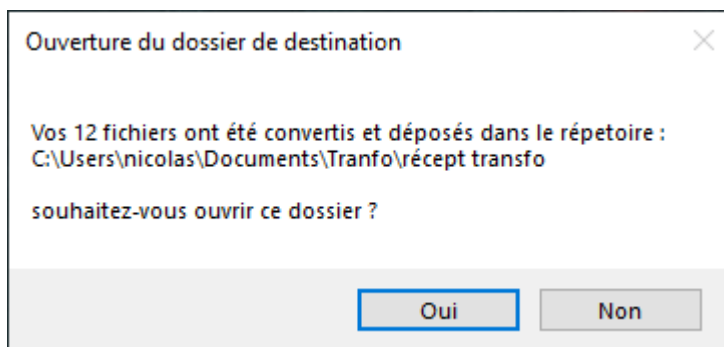 Ouverture du dossier de destination
Vos 12 fichiers ont été convertis et déposés dans le répetoire :
C:\Users\nicolas\Documents\Tranfo\récept transfo
souhaitez-vous ouvrir ce dossier ?
Oui Non